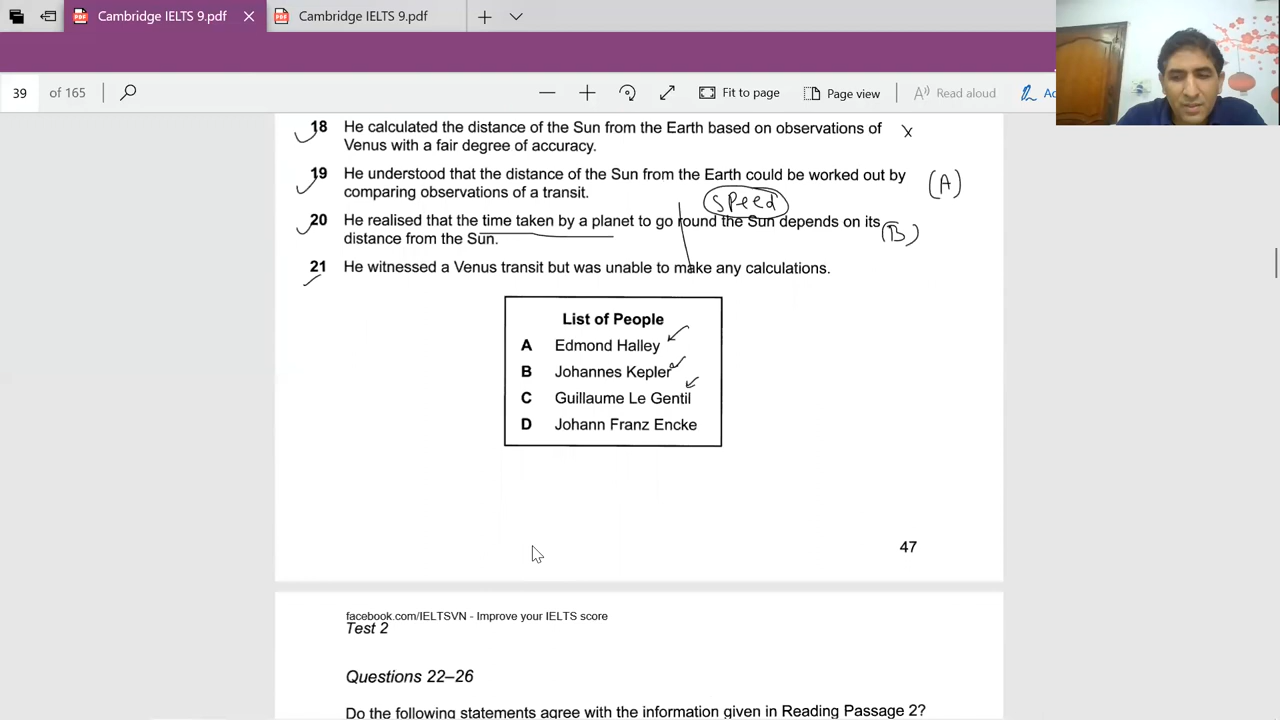 Cambridge IELTS 9.pdf
Cambridge IELTS 9.pdf
39 of 165
Fit to page
Page view
Read aloud
18 He calculated the distance of the Sun from the Earth based on observations of x
Venus with a fair degree of accuracy.
19 He understood that the distance of the Sun from the Earth could be worked out by (A)
comparing observations of a transit.
speed
20 He realised that the time taken by a planet to go round the Sun depends on its (B)
distance from the Sun.
21 He witnessed a Venus transit but was unable to make any calculations.
List of People
A Edmond Halley
B Johannes Kepler
C Guillaume Le Gentil
D Johann Franz Encke
47
facebook.com/IELTSVN - Improve your IELTS score
Test 2
Questions 22–26
Do the following statements agree with the information given in Reading Passage 2?